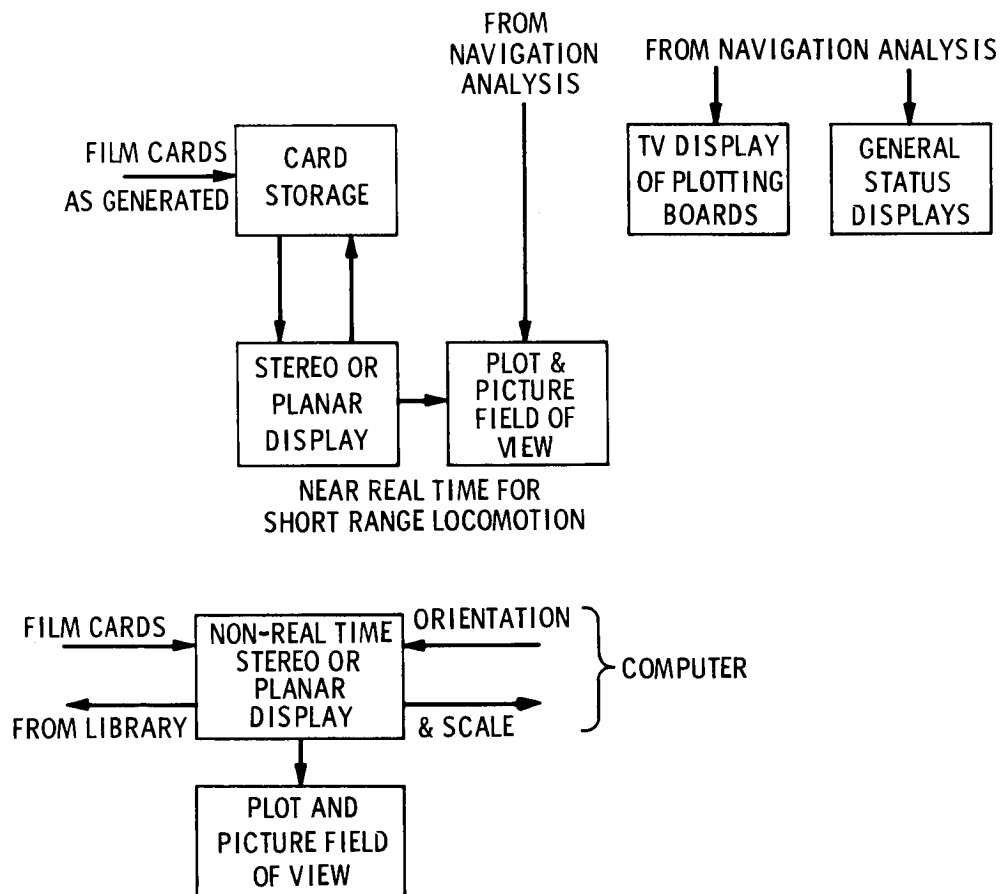 FROM
NAVIGATION
ANALYSIS
FROM NAVIGATION ANALYSIS
FILM CARDS
AS GENERATED
CARD
STORAGE
TV DISPLAY
OF PLOTTING
BOARDS
GENERAL
STATUS
DISPLAYS
STEREO OR
PLANAR
DISPLAY
PLOT &
PICTURE
FIELD OF
VIEW
NEAR REAL TIME FOR
SHORT RANGE LOCOMOTION
FILM CARDS
FROM LIBRARY
NON-REAL TIME
STEREO OR
PLANAR
DISPLAY
ORIENTATION
& SCALE
COMPUTER
PLOT AND
PICTURE FIELD
OF VIEW